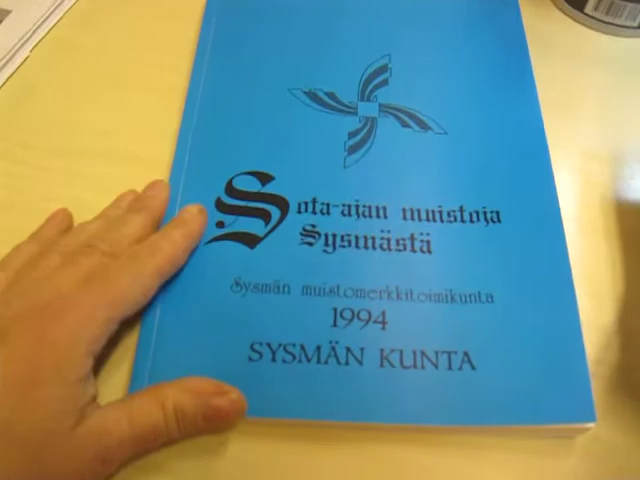 Sota-ajan muistoja
Sysmästä
Sysmän muistomerkkitoimikunta
1994
SYSMÄN KUNTA